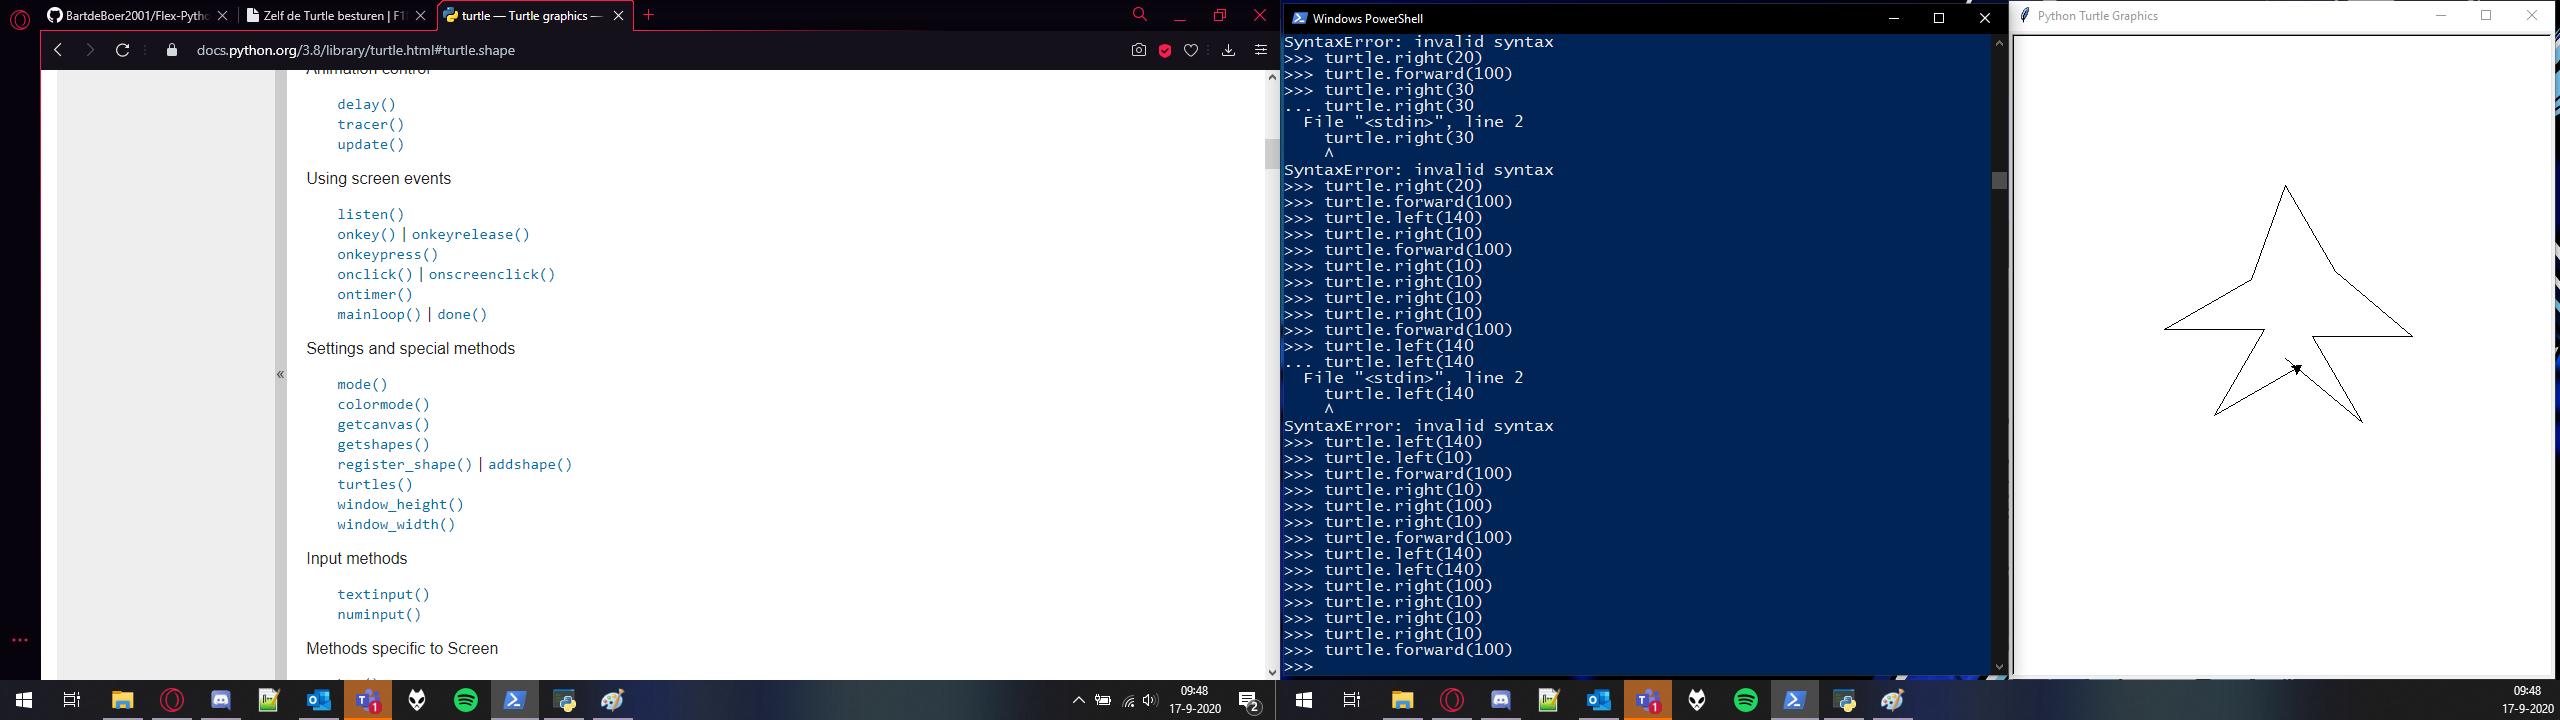 BartdeBoer2001/Flex-Pytho
Zelf de Turtle besturen | F1I
turtle — Turtle graphics —
docs.python.org/3.8/library/turtle.html#turtle.shape
Animation control
delay()
tracer()
update()
Using screen events
listen()
onkey() | onkeyrelease()
onkeypress()
onclick() | onscreenclick()
ontimer()
mainloop() | done()
Settings and special methods
mode()
colormode()
getcanvas()
getshapes()
register_shape() | addshape()
turtles()
window_height()
window_width()
Input methods
textinput()
numinput()
Methods specific to Screen
«
09:48
17-9-2020
2
1
Windows PowerShell
SyntaxError: invalid syntax
>>> turtle.right(20)
>>> turtle.forward(100)
>>> turtle.right(30
... turtle.right(30
File "<stdin>", line 2
turtle.right(30
^
SyntaxError: invalid syntax
>>> turtle.right(20)
>>> turtle.forward(100)
>>> turtle.left(140)
>>> turtle.right(10)
>>> turtle.forward(100)
>>> turtle.right(10)
>>> turtle.right(10)
>>> turtle.right(10)
>>> turtle.right(10)
>>> turtle.forward(100)
>>> turtle.left(140
... turtle.left(140
File "<stdin>", line 2
turtle.left(140
^
SyntaxError: invalid syntax
>>> turtle.left(140)
>>> turtle.left(10)
>>> turtle.forward(100)
>>> turtle.right(10)
>>> turtle.right(100)
>>> turtle.right(10)
>>> turtle.forward(100)
>>> turtle.left(140)
>>> turtle.left(140)
>>> turtle.right(100)
>>> turtle.right(10)
>>> turtle.right(10)
>>> turtle.right(10)
>>> turtle.forward(100)
>>>
Python Turtle Graphics
1
09:48
17-9-2020